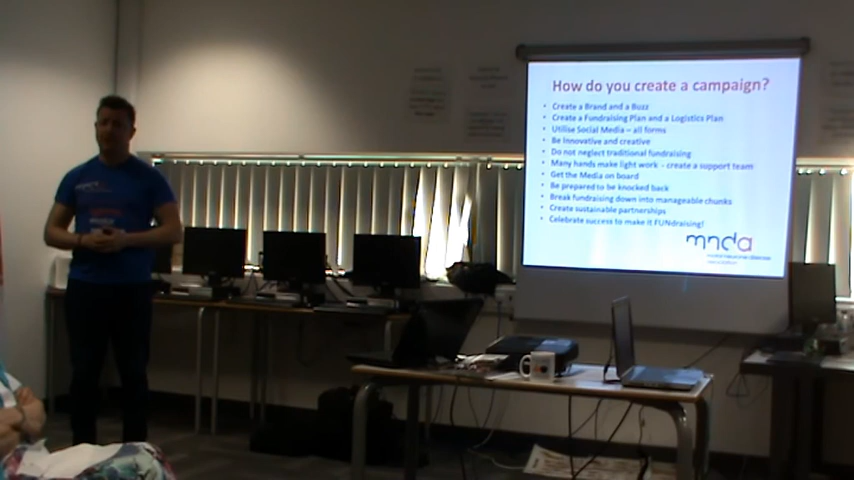 How do you create a campaign?
• Create a Brand and a Buzz
• Create a Fundraising Plan and a Logistics Plan
• Utilise Social Media – all forms
• Be innovative and creative
• Do not neglect traditional fundraising
• Many hands make light work - create a support team
• Get the Media on board
• Be prepared to be knocked back
• Break fundraising down into manageable chunks
• Create sustainable partnerships
• Celebrate success to make it FUNdraising!
mnda